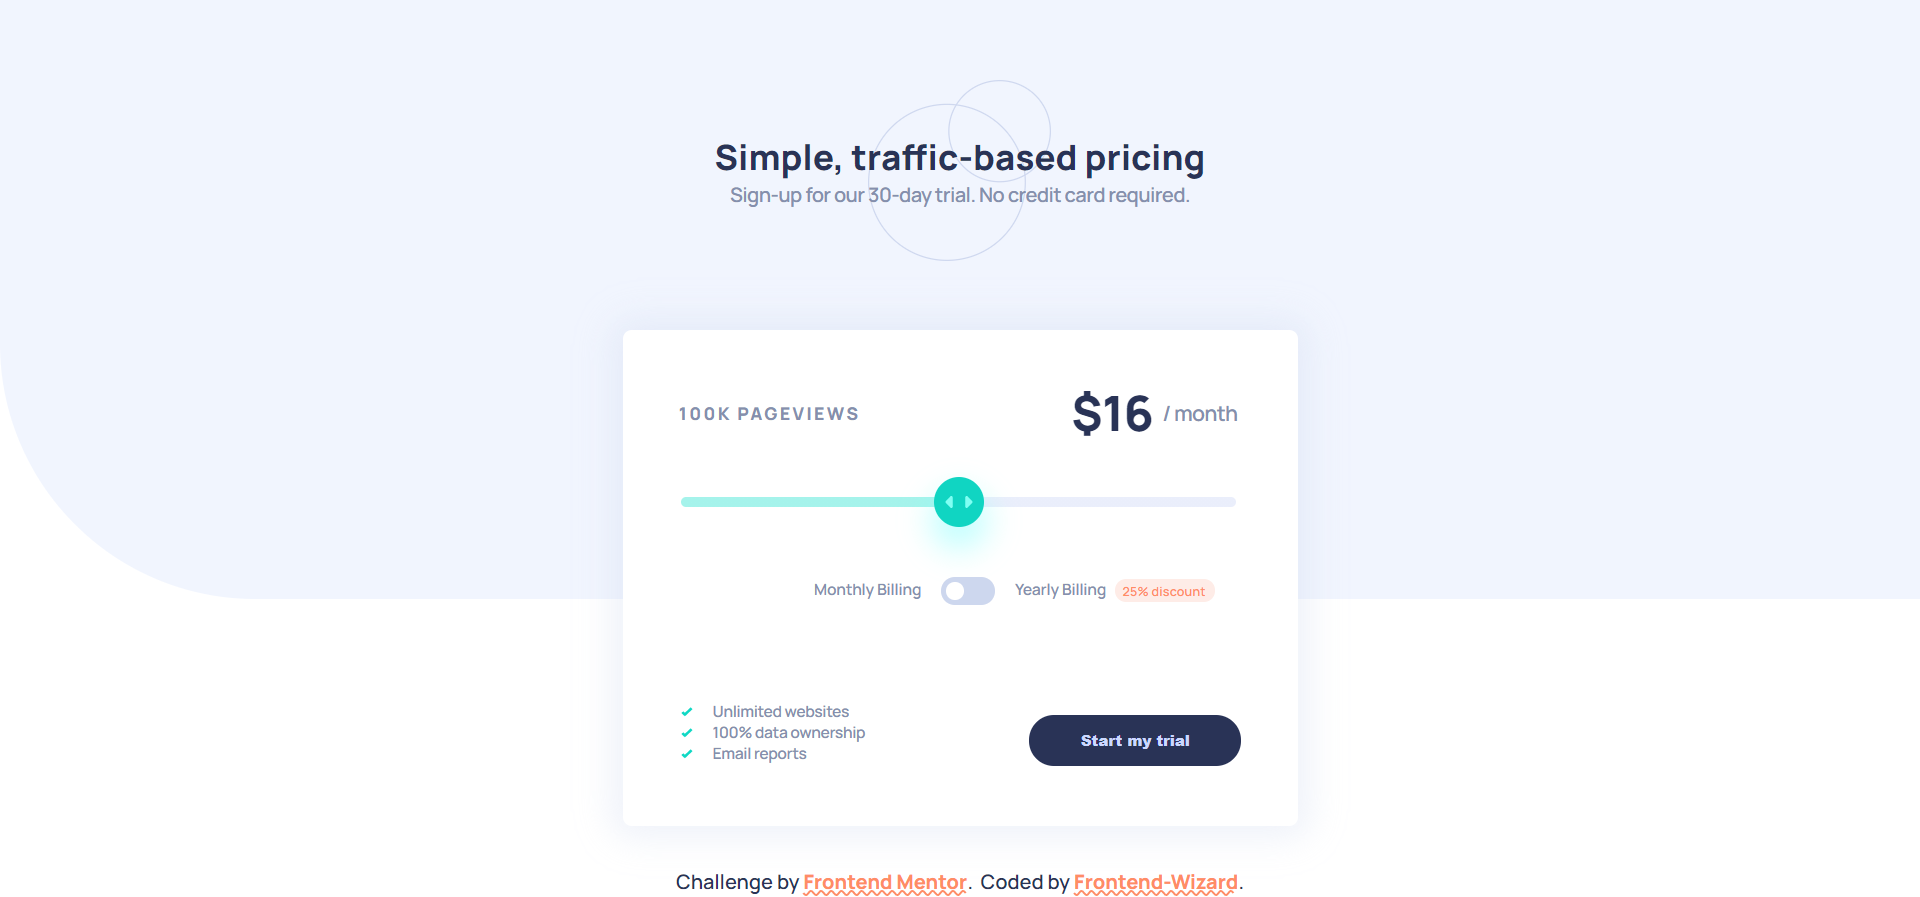 Simple, traffic-based pricing
Sign-up for our 30-day trial. No credit card required.
100K PAGEVIEWS
$16 / month
Monthly Billing
Yearly Billing 25% discount
Unlimited websites
100% data ownership
Email reports
Start my trial
Challenge by Frontend Mentor. Coded by Frontend-Wizard.